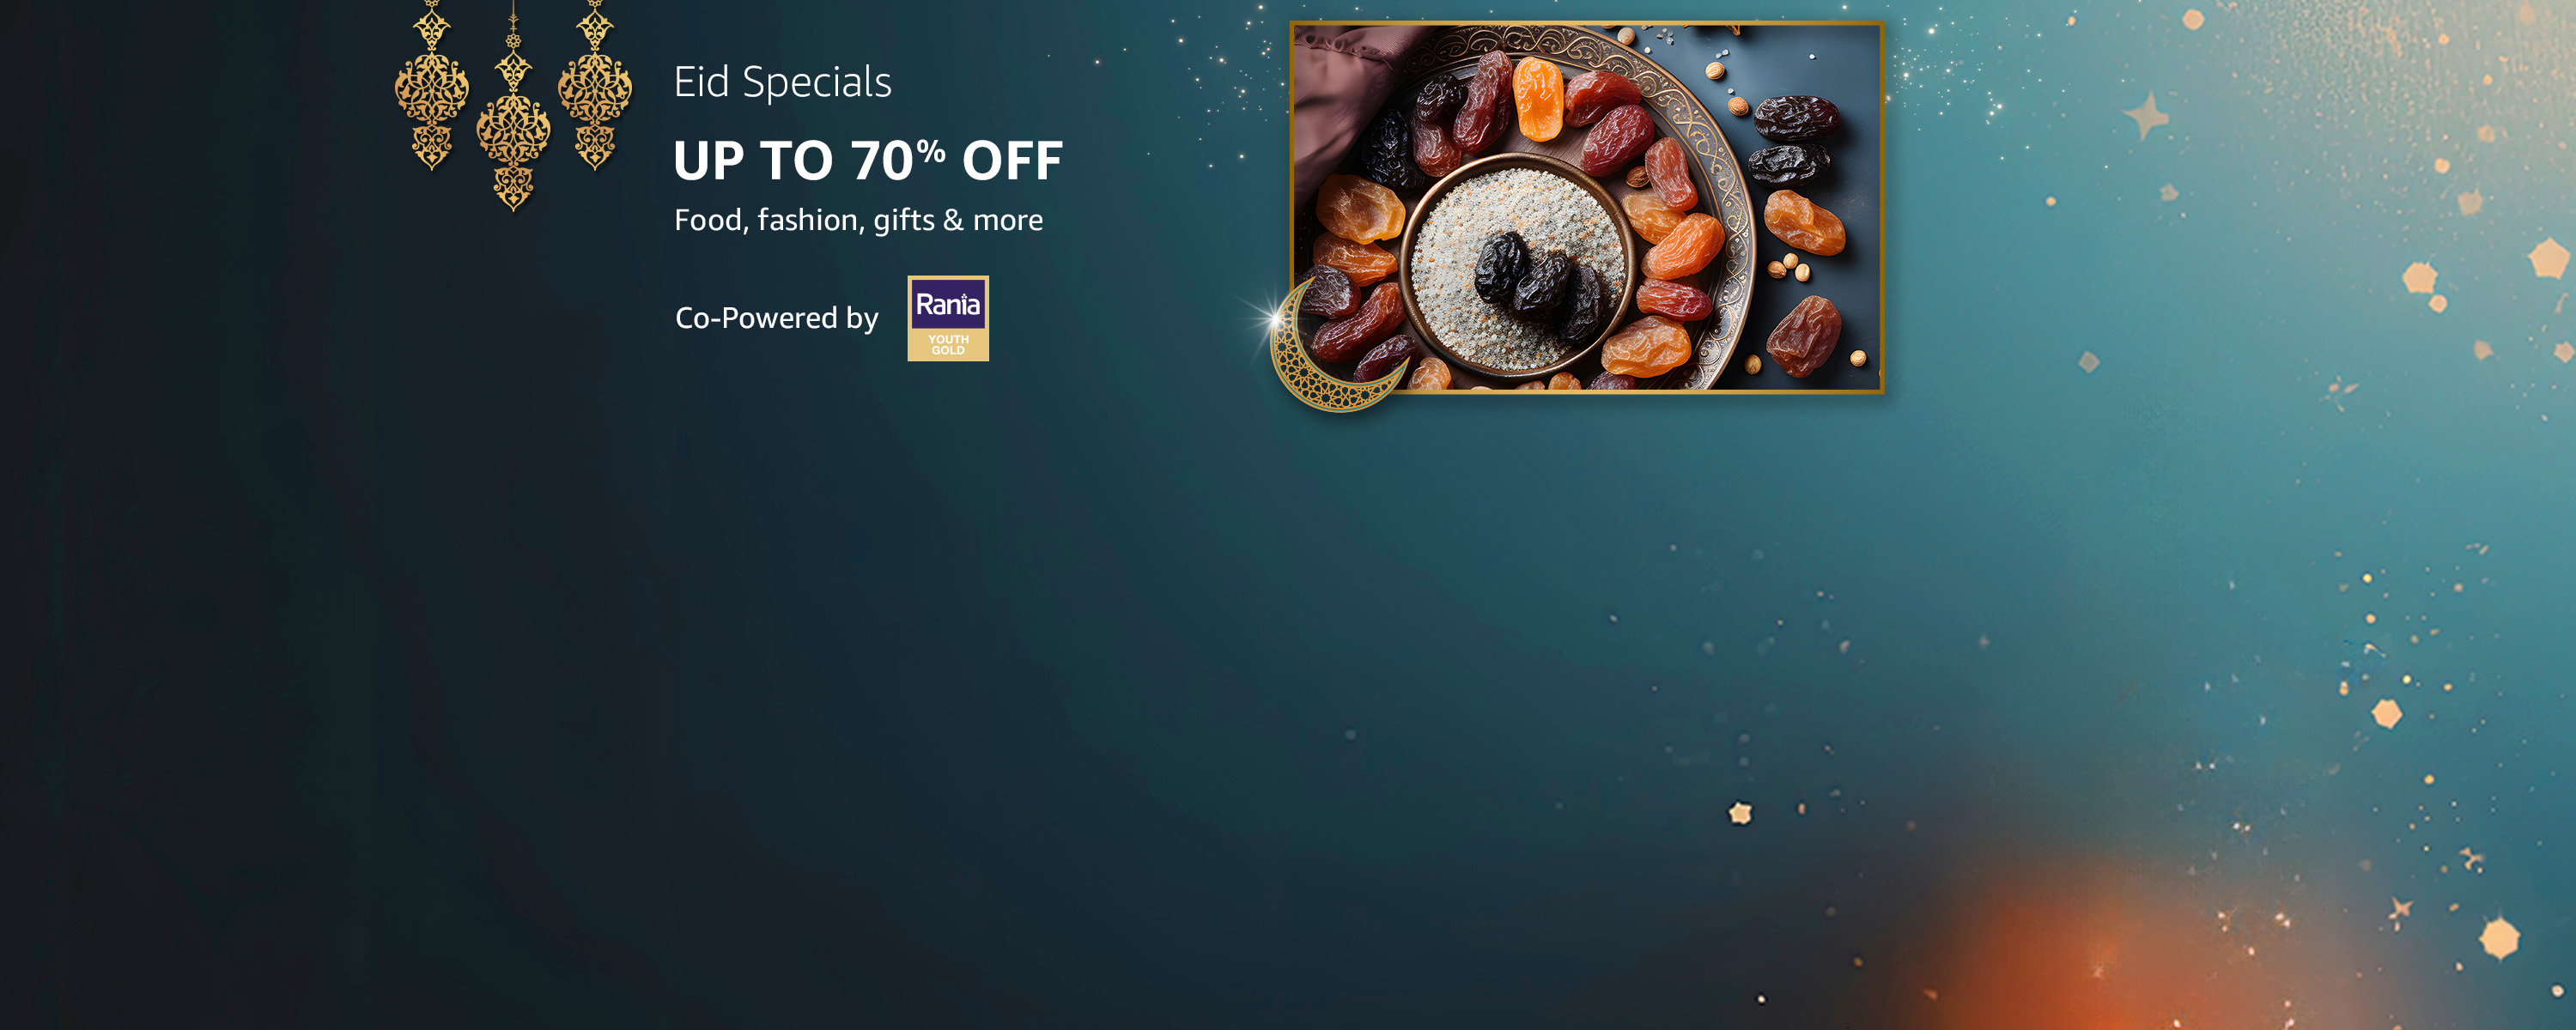 Eid Specials
UP TO 70% OFF
Food, fashion, gifts & more
Co-Powered by
Rania
YOUTH
GOLD